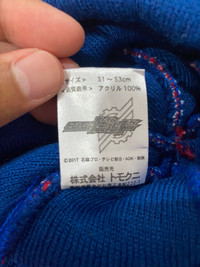 サイズ> 51～53cm
<品質表示> アクリル100%
©2017 石森プロ・テレビ朝日・ADK・東映
販売元
株式会社 トモクニ